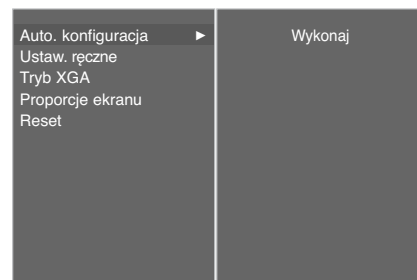 Auto. konfiguracja ►
Wykonaj
Ustaw. ręczne
Tryb XGA
Proporcje ekranu
Reset